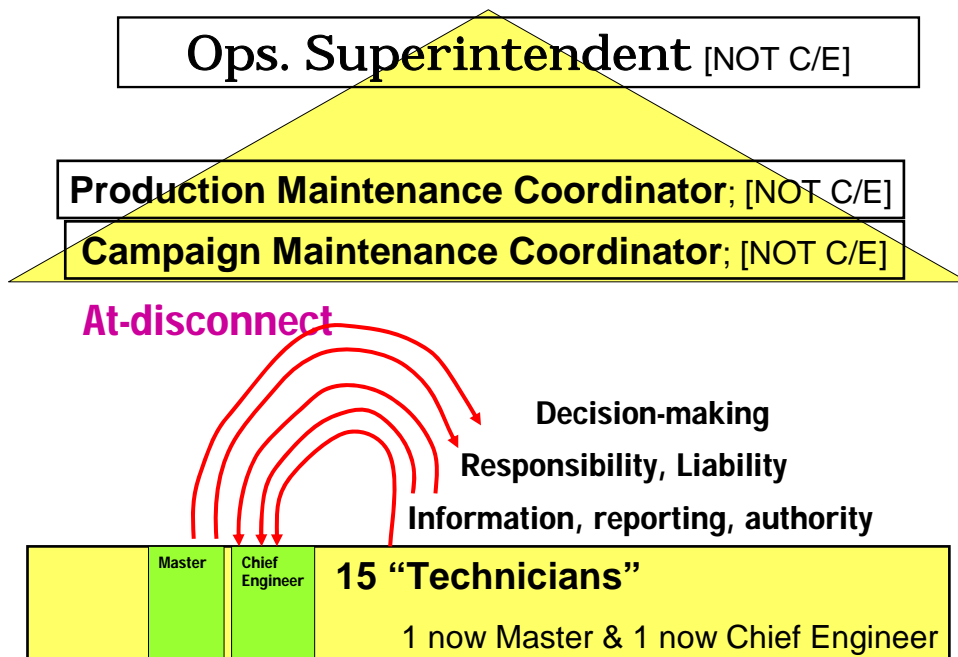 Ops. Superintendent [NOT C/E]
Production Maintenance Coordinator; [NOT C/E]
Campaign Maintenance Coordinator; [NOT C/E]
At-disconnect
Decision-making
Responsibility, Liability
Information, reporting, authority
Master
Chief
Engineer
15 “Technicians”
1 now Master & 1 now Chief Engineer